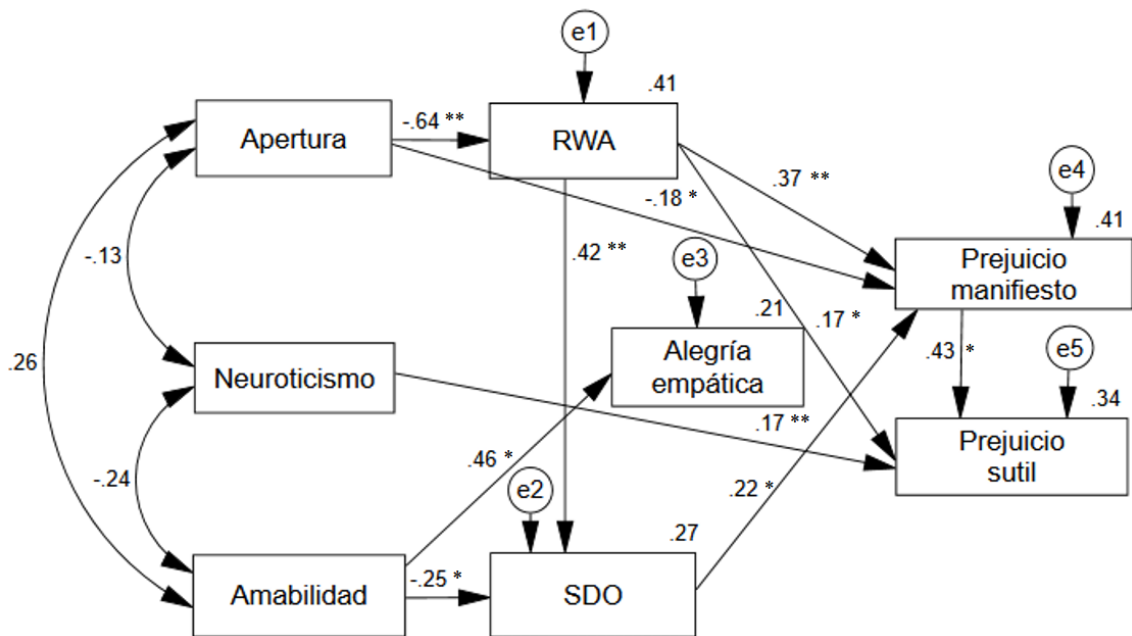 e1
.41
Apertura
-.64 **
RWA
e4
.37 **
-.18 *
.41
-.13
.42 **
e3
Prejuicio
manifiesto
.21
.17 *
.26
Neuroticismo
Alegría
empática
.43 *
e5
.17 **
.34
Prejuicio
sutil
-.24
.46 *
e2
.22 *
.27
Amabilidad
-.25 *
SDO